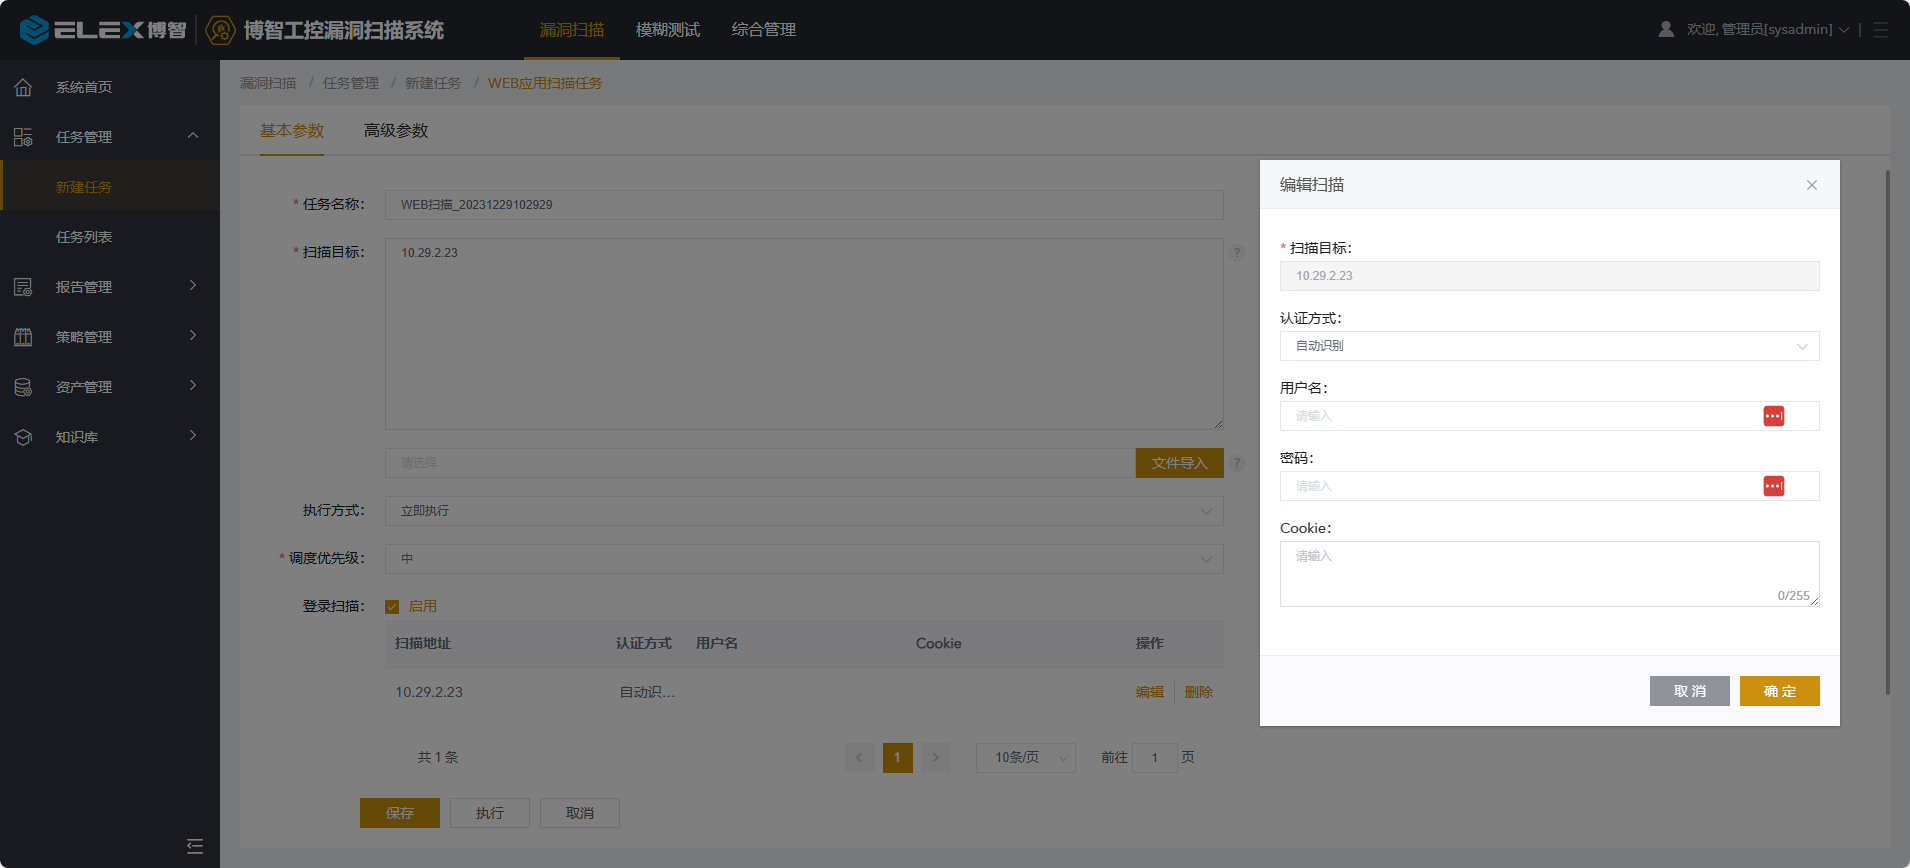 ELEX博智 博智工控漏洞扫描系统 漏洞扫描 模糊测试 综合管理 欢迎, 管理员[sysadmin] |
系统首页
任务管理
新建任务
任务列表
报告管理
策略管理
资产管理
知识库
漏洞扫描 / 任务管理 / 新建任务 / WEB应用扫描任务
基本参数 高级参数
* 任务名称： WEB扫描_20231229102929
* 扫描目标： 10.29.2.23 ?
请选择 文件导入 ?
执行方式： 立即执行
* 调度优先级： 中
登录扫描： 启用
扫描地址 认证方式 用户名 Cookie 操作
10.29.2.23 自动识... 编辑 删除
共 1 条 < 1 > 10条/页 前往 1 页
保存 执行 取消
编辑扫描
* 扫描目标：
10.29.2.23
认证方式：
自动识别
用户名：
请输入
密码：
请输入
Cookie：
请输入
0/255
取消 确定